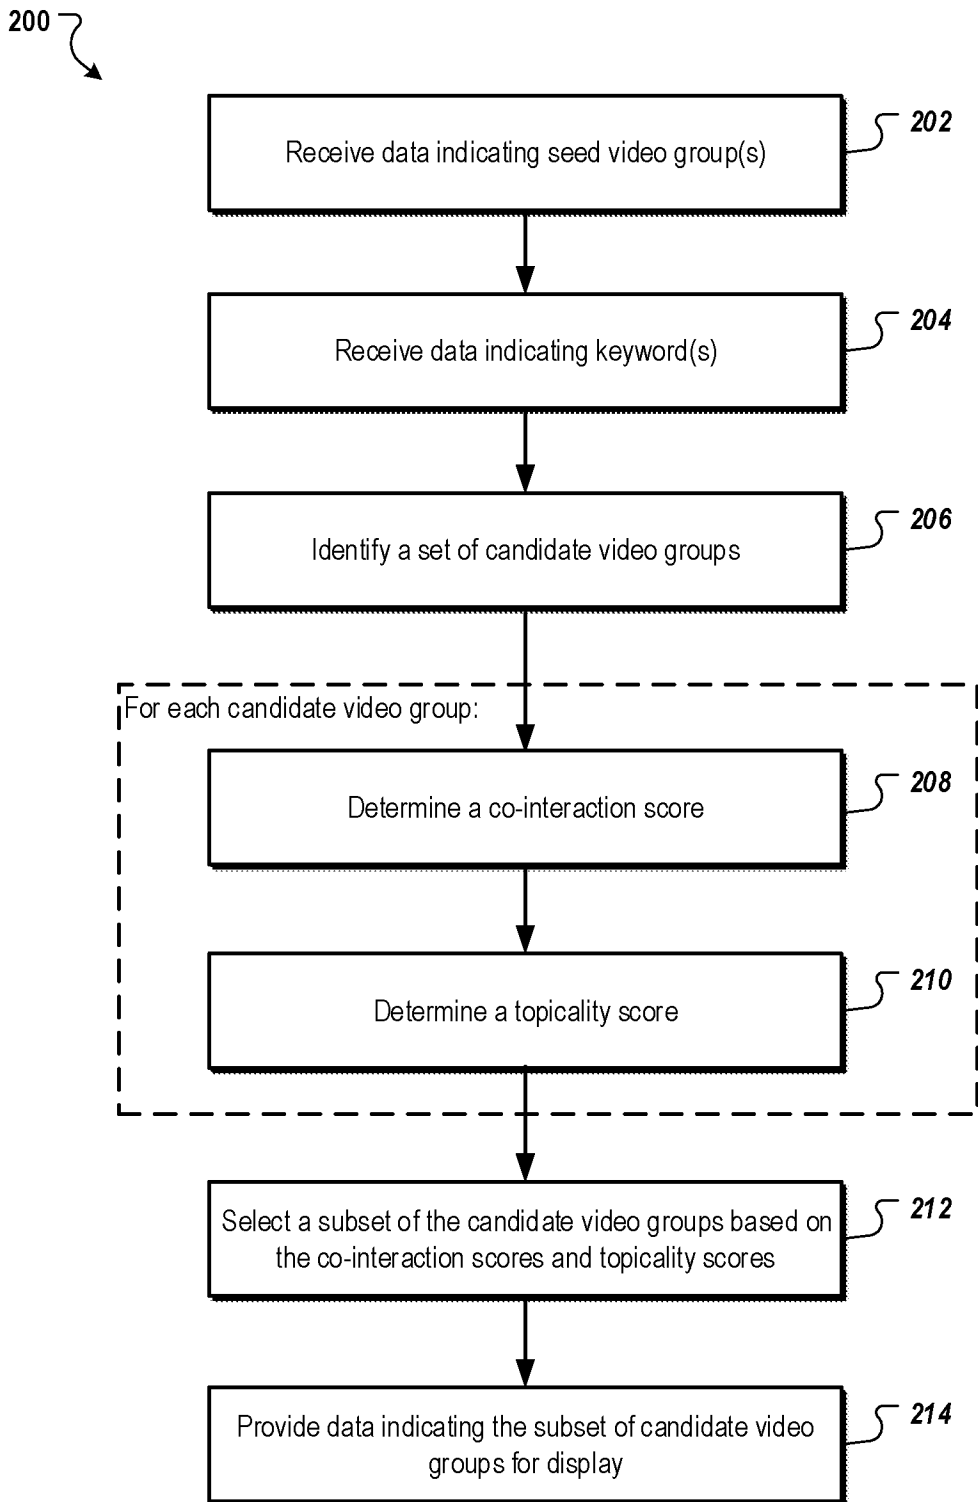 200
Receive data indicating seed video group(s)
202
Receive data indicating keyword(s)
204
Identify a set of candidate video groups
206
For each candidate video group:
Determine a co-interaction score
208
Determine a topicality score
210
Select a subset of the candidate video groups based on
the co-interaction scores and topicality scores
212
Provide data indicating the subset of candidate video
groups for display
214